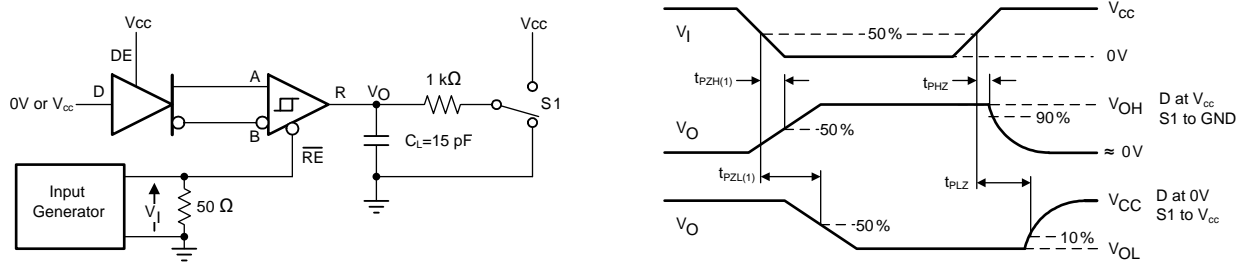 Vcc
DE
D
0V or Vcc
A
B
R
VO
1 kΩ
Vcc
S1
CL=15 pF
RE
Input
Generator
VI
50 Ω
VI
50%
Vcc
0V
tPZH(1)
tPHZ
VO
50%
VOH
90%
≈ 0V
D at Vcc
S1 to GND
tPZL(1)
tPLZ
VO
50%
VCC
10%
VOL
D at 0V
S1 to Vcc